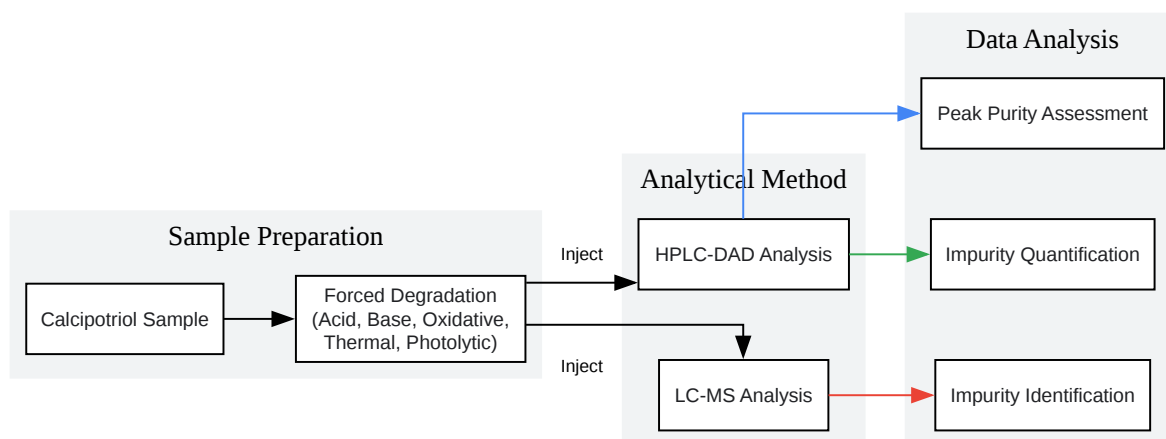 Data Analysis
Peak Purity Assessment
Analytical Method
Sample Preparation
Inject
HPLC-DAD Analysis
Impurity Quantification
Calcipotriol Sample
Forced Degradation
(Acid, Base, Oxidative,
Thermal, Photolytic)
Inject
LC-MS Analysis
Impurity Identification